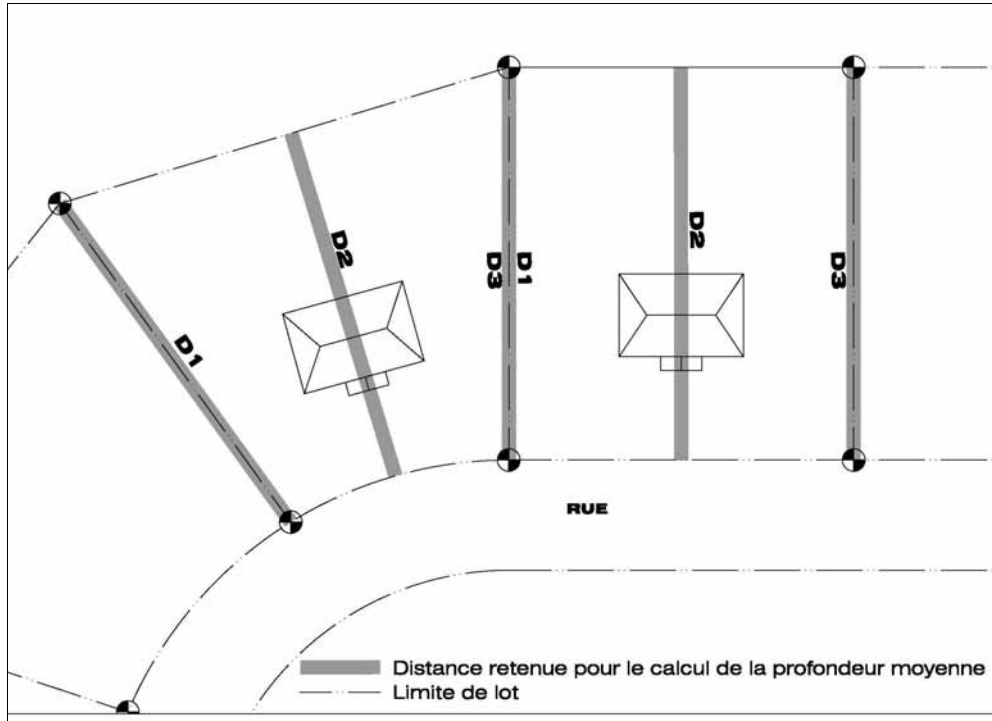 D1
D2
D3
D1
D2
D3
RUE
Distance retenue pour le calcul de la profondeur moyenne
Limite de lot